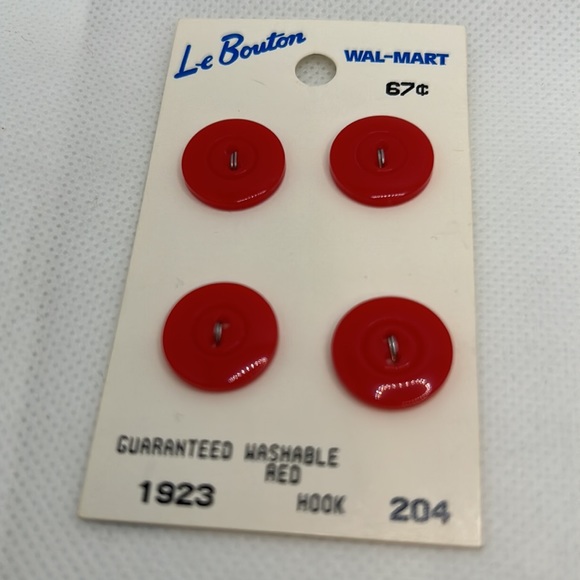 Le Bouton WAL-MART
67¢
GUARANTEED WASHABLE
RED
1923 HOOK 204